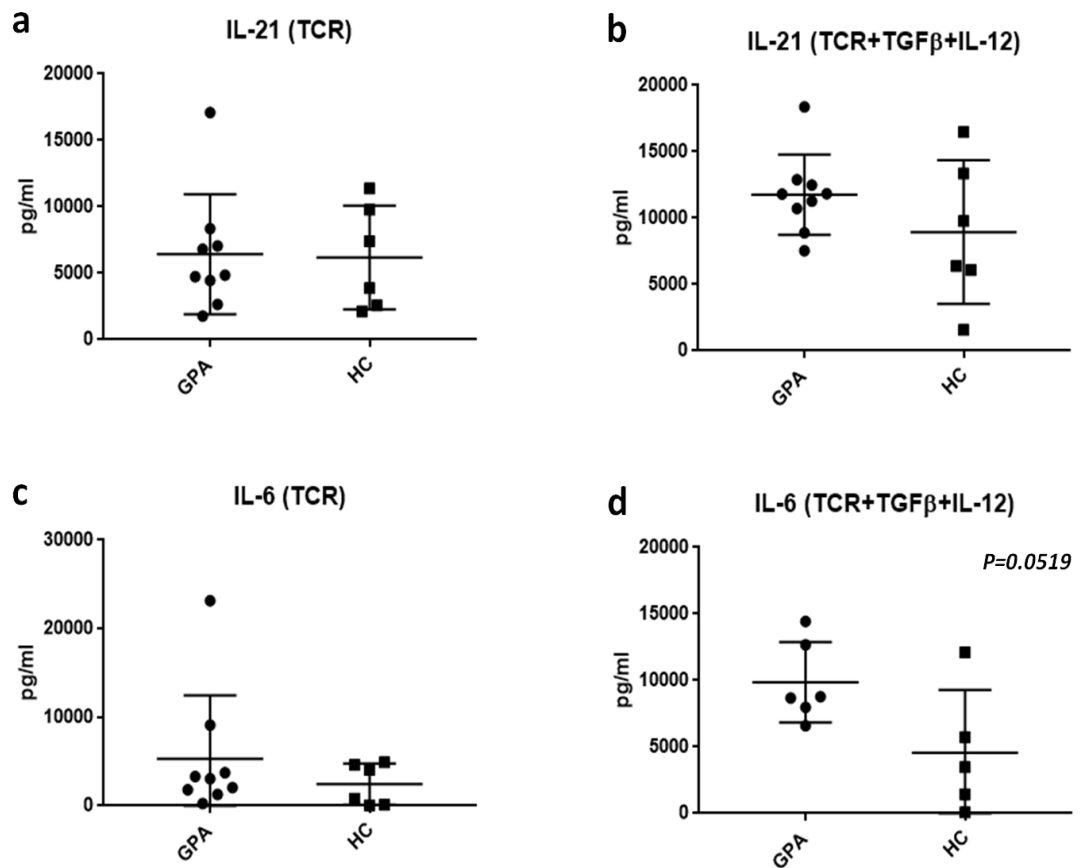 a
IL-21 (TCR)
20000
15000
10000
5000
0
pg/ml
GPA
HC
b
IL-21 (TCR+TGFβ+IL-12)
20000
15000
10000
5000
0
pg/ml
GPA
HC
c
IL-6 (TCR)
30000
20000
10000
0
pg/ml
GPA
HC
d
IL-6 (TCR+TGFβ+IL-12)
P=0.0519
20000
15000
10000
5000
0
pg/ml
GPA
HC